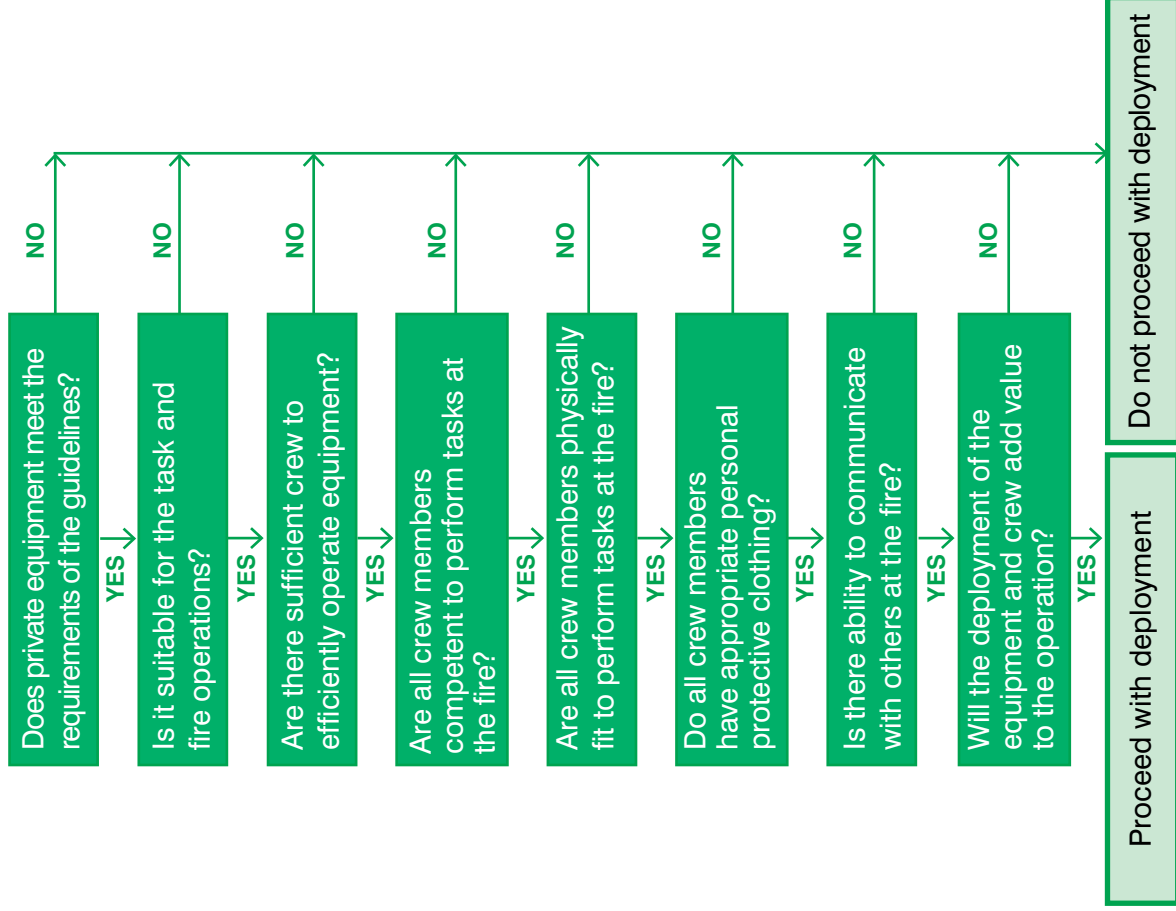 Does private equipment meet the
requirements of the guidelines?
NO
YES
Is it suitable for the task and
fire operations?
NO
YES
Are there sufficient crew to
efficiently operate equipment?
NO
YES
Are all crew members
competent to perform tasks at
the fire?
NO
YES
Are all crew members physically
fit to perform tasks at the fire?
NO
YES
Do all crew members
have appropriate personal
protective clothing?
NO
YES
Is there ability to communicate
with others at the fire?
NO
YES
Will the deployment of the
equipment and crew add value
to the operation?
NO
YES
Proceed with deployment
Do not proceed with deployment